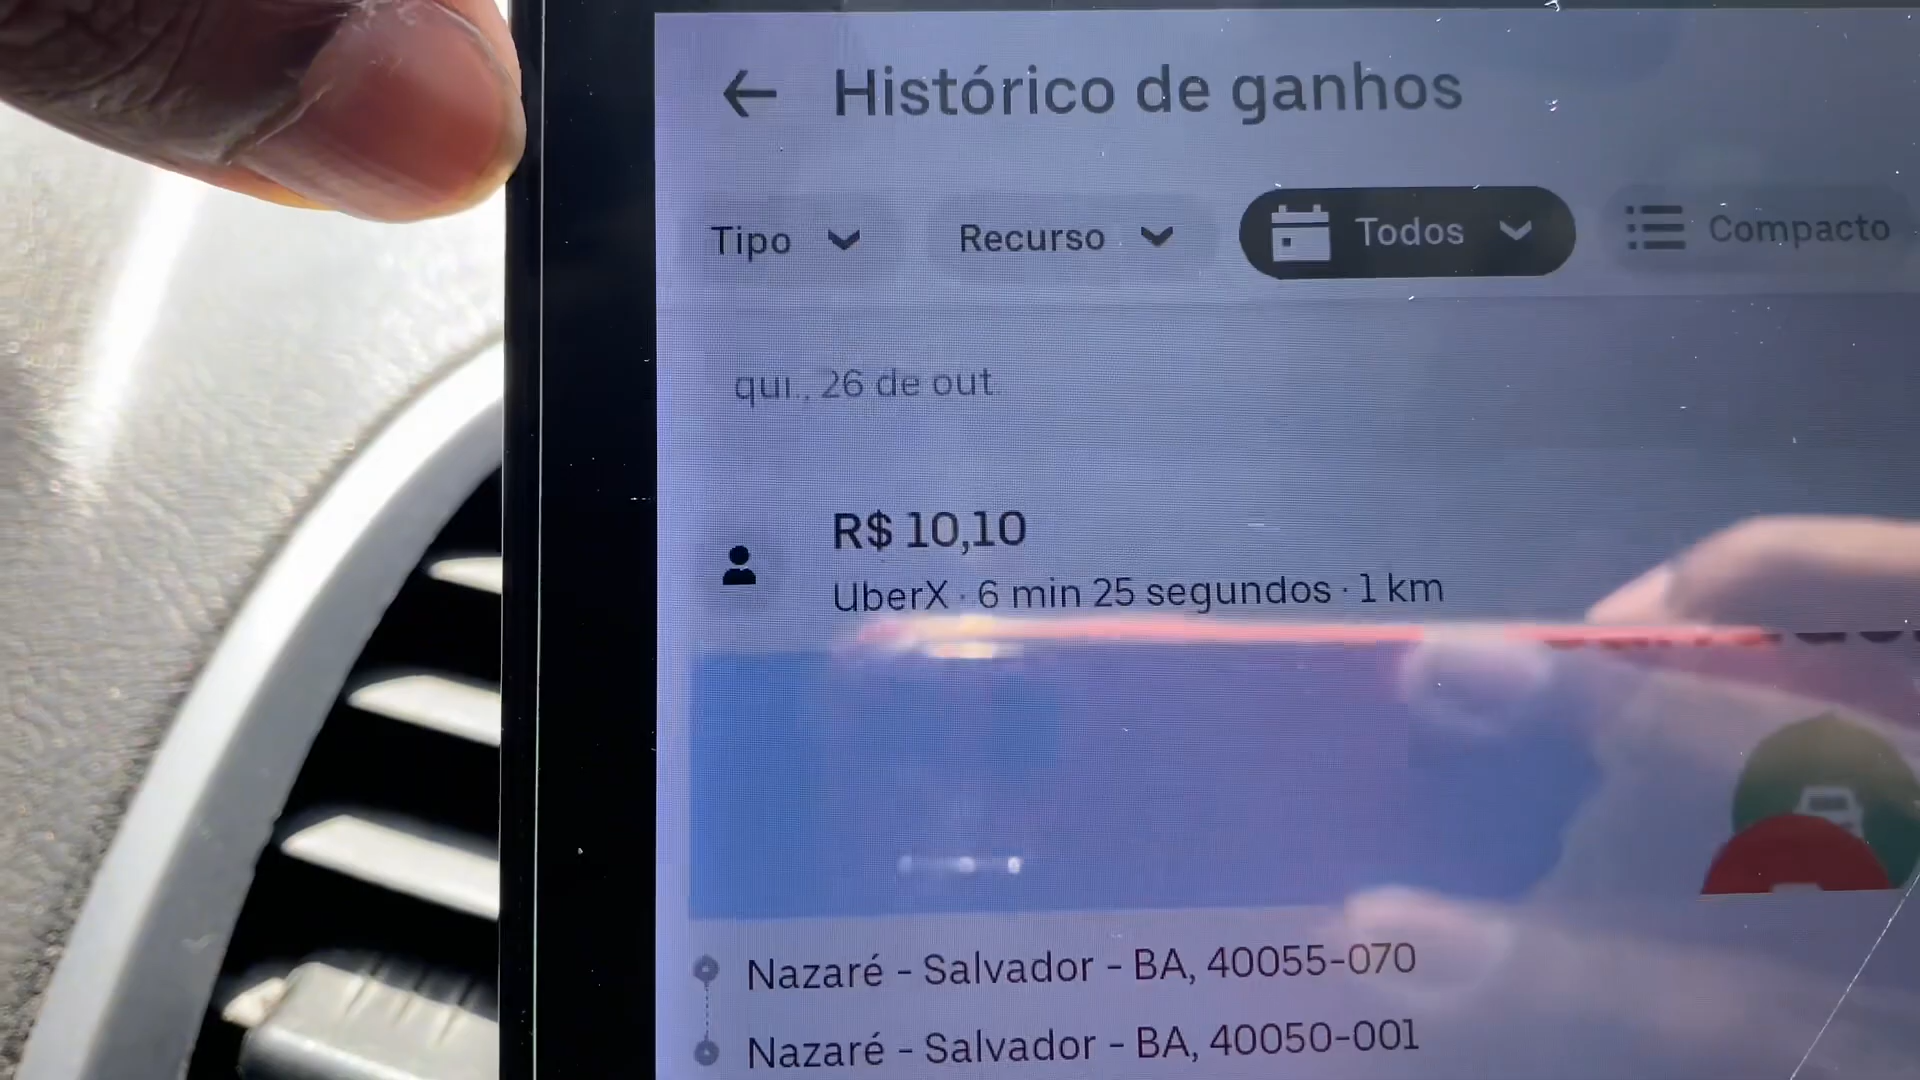 Histórico de ganhos
Tipo
Recurso
Todos
Compacto
qui., 26 de out.
R$ 10,10
UberX · 6 min 25 segundos · 1 km
Nazaré - Salvador - BA, 40055-070
Nazaré - Salvador - BA, 40050-001